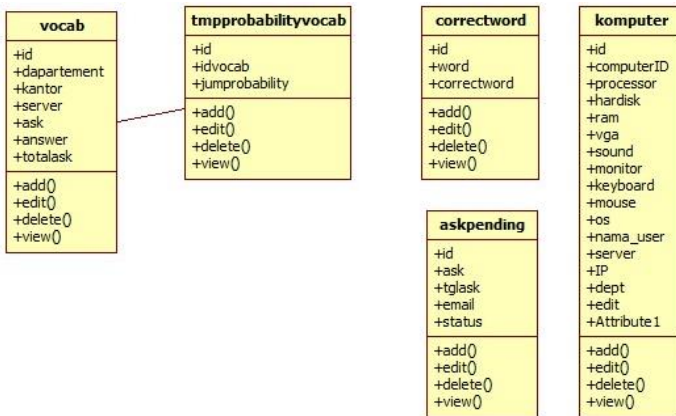 vocab
+id
+dapartement
+kantor
+server
+ask
+answer
+totalask
+add()
+edit()
+delete()
+view()
tmpprobabilityvocab
+id
+idvocab
+jumprobability
+add()
+edit()
+delete()
+view()
correctword
+id
+word
+correctword
+add()
+edit()
+delete()
+view()
askpending
+id
+ask
+tglask
+email
+status
+add()
+edit()
+delete()
+view()
komputer
+id
+computerID
+processor
+hardisk
+ram
+vga
+sound
+monitor
+keyboard
+mouse
+os
+nama_user
+server
+IP
+dept
+edit
+Attribute1
+add()
+edit()
+delete()
+view()